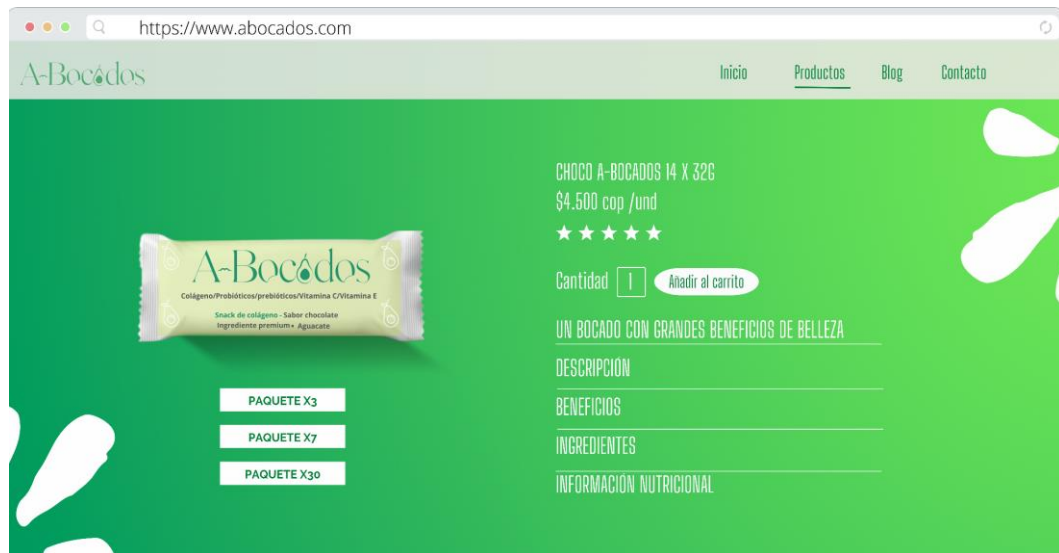 https://www.abocados.com
A-Bocados
Inicio Productos Blog Contacto
CHOCO A-BOCADOS 14 X 32G
$4.500 cop /und
Cantidad 1 Añadir al carrito
UN BOCADO CON GRANDES BENEFICIOS DE BELLEZA
DESCRIPCIÓN
BENEFICIOS
INGREDIENTES
INFORMACIÓN NUTRICIONAL
A-Bocados
Colágeno/Probióticos/prebióticos/Vitamina C/Vitamina E
Snack de colágeno - Sabor chocolate
Ingrediente premium+ Aguacate
PAQUETE X3
PAQUETE X7
PAQUETE X30